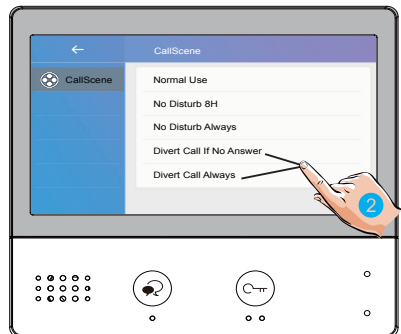 CallScene
CallScene
Normal Use
No Disturb 8H
No Disturb Always
Divert Call If No Answer
Divert Call Always
2